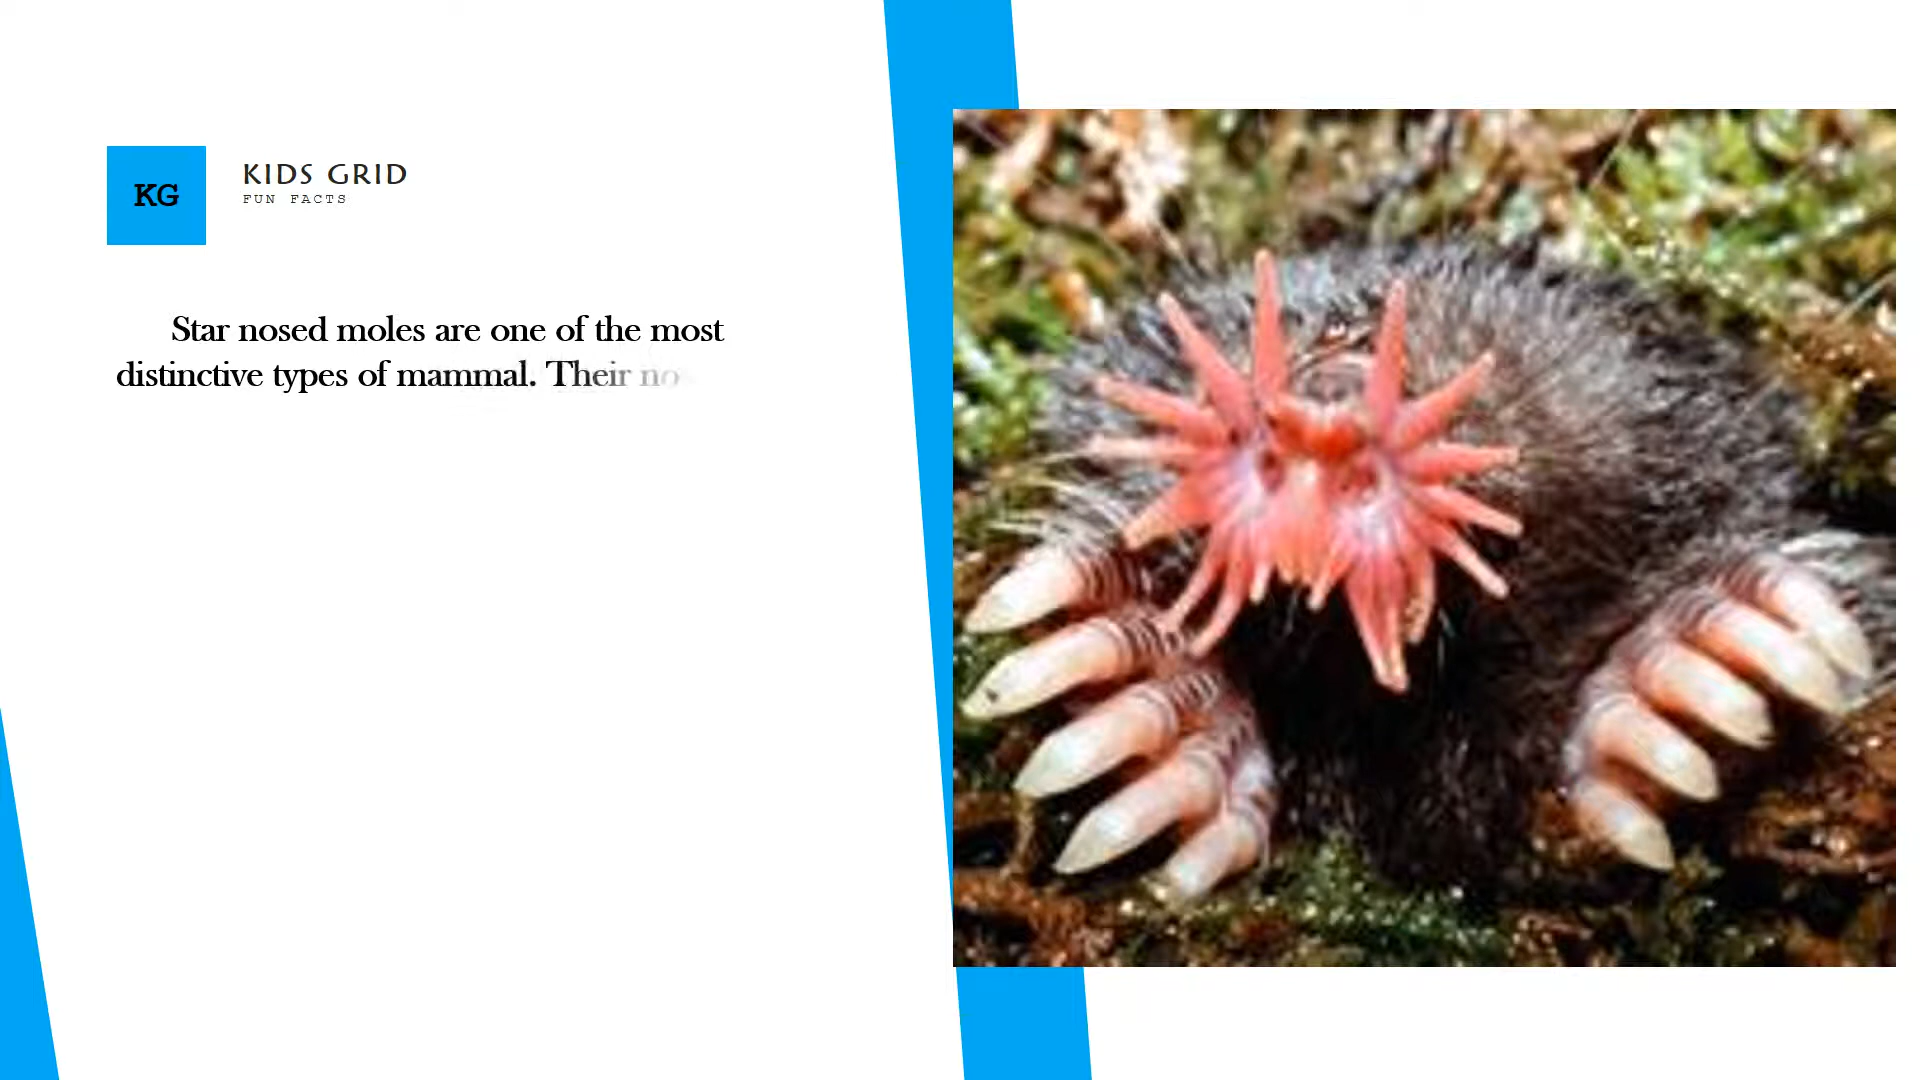 KG
KIDS GRID
FUN FACTS
Star nosed moles are one of the most
distinctive types of mammal. Their